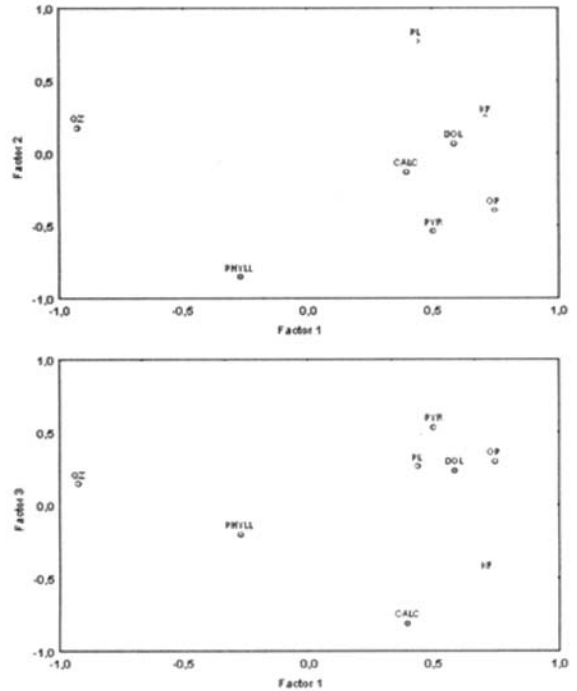 1,0
PL
0,5
KF
QZ
DOL
Factor 2
0,0
CALC
OP
-0,5
PYR
PHYLL
-1,0
-1,0 -0,5 0,0 0,5 1,0
Factor 1
1,0
PYR
0,5
PL DOL OP
QZ
Factor 3
0,0
PHYLL
-0,5
KF
CALC
-1,0
-1,0 -0,5 0,0 0,5 1,0
Factor 1